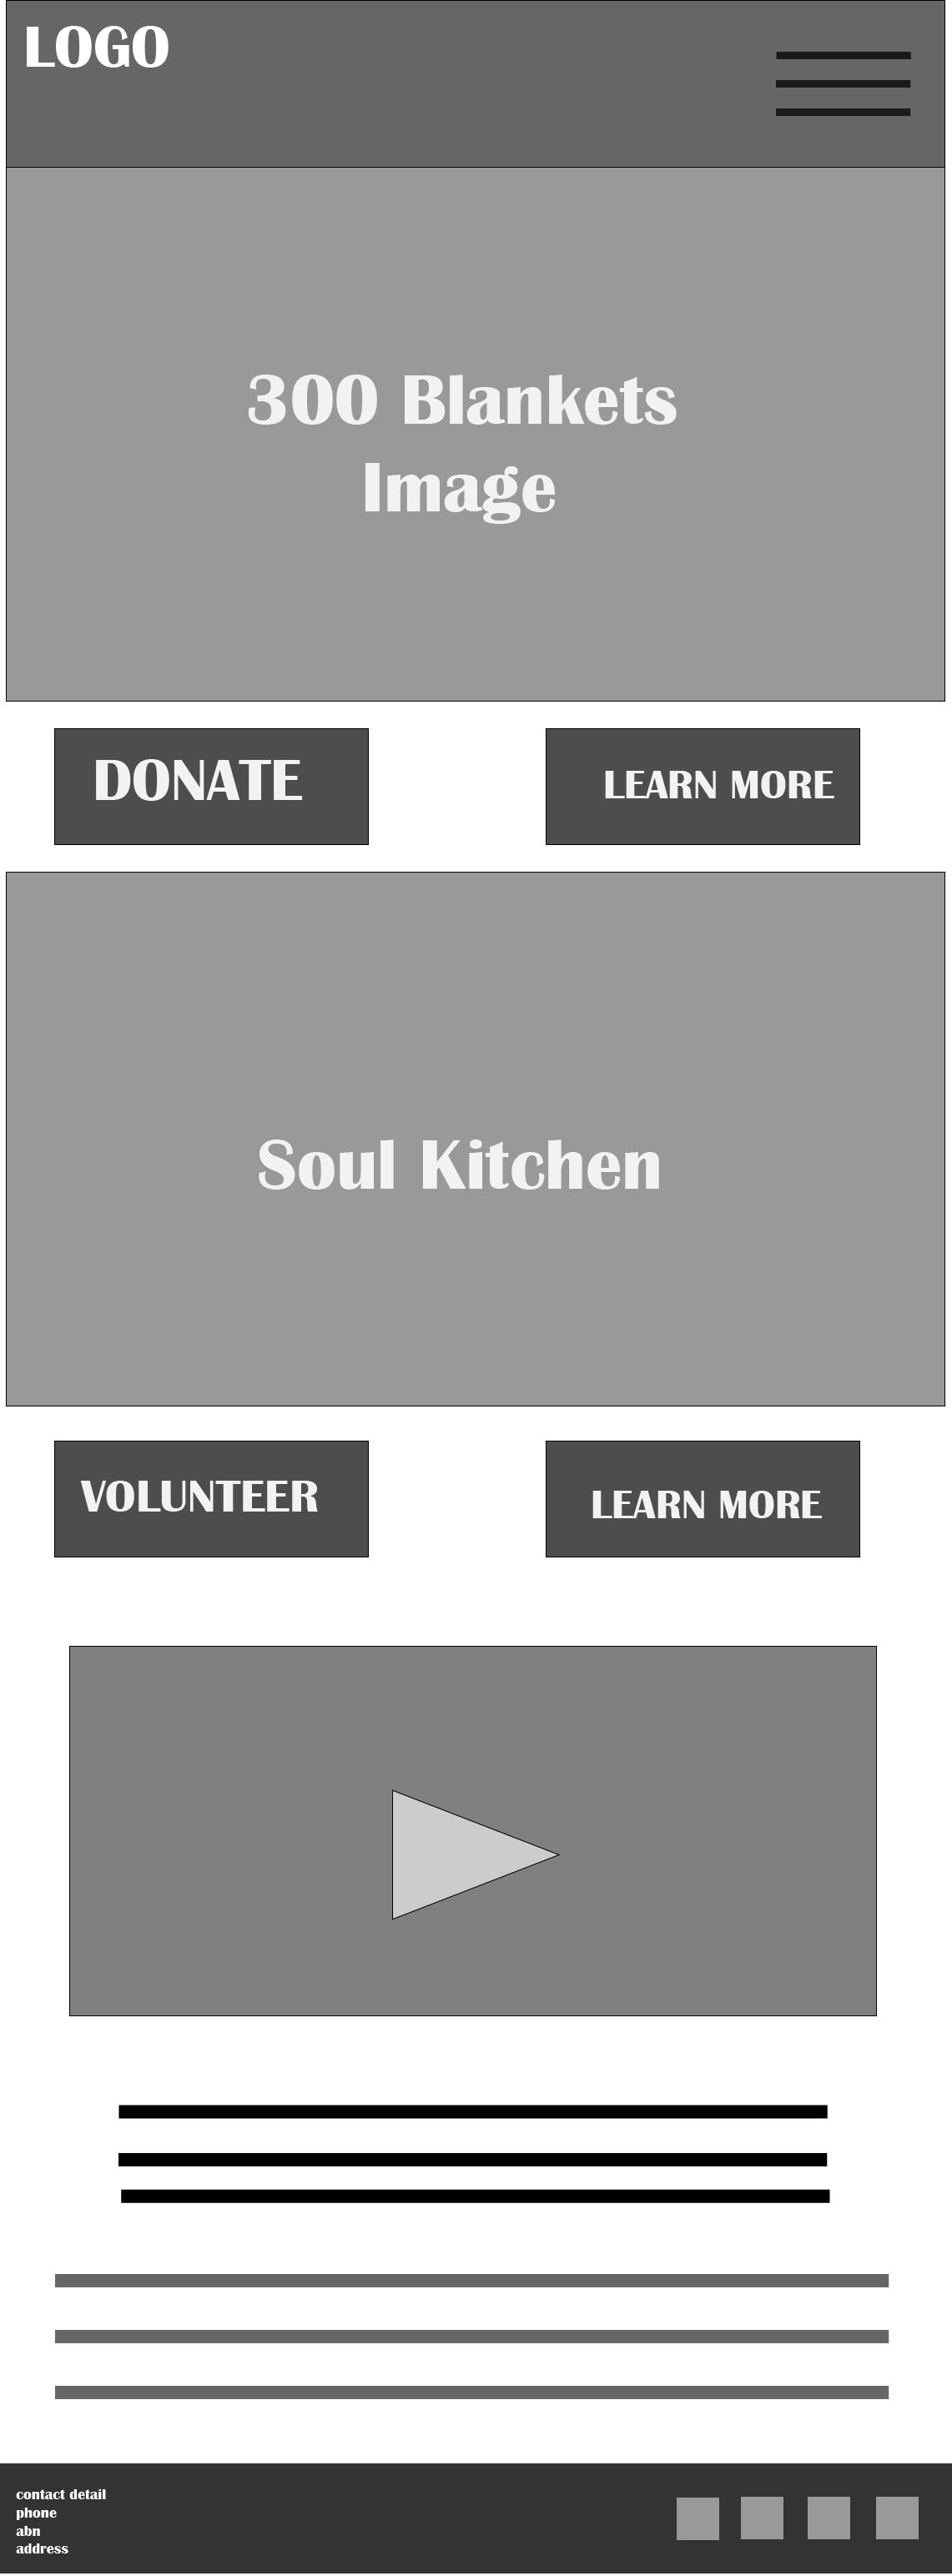 LOGO
300 Blankets
Image
DONATE
LEARN MORE
Soul Kitchen
VOLUNTEER
LEARN MORE
contact detail
phone
abn
address